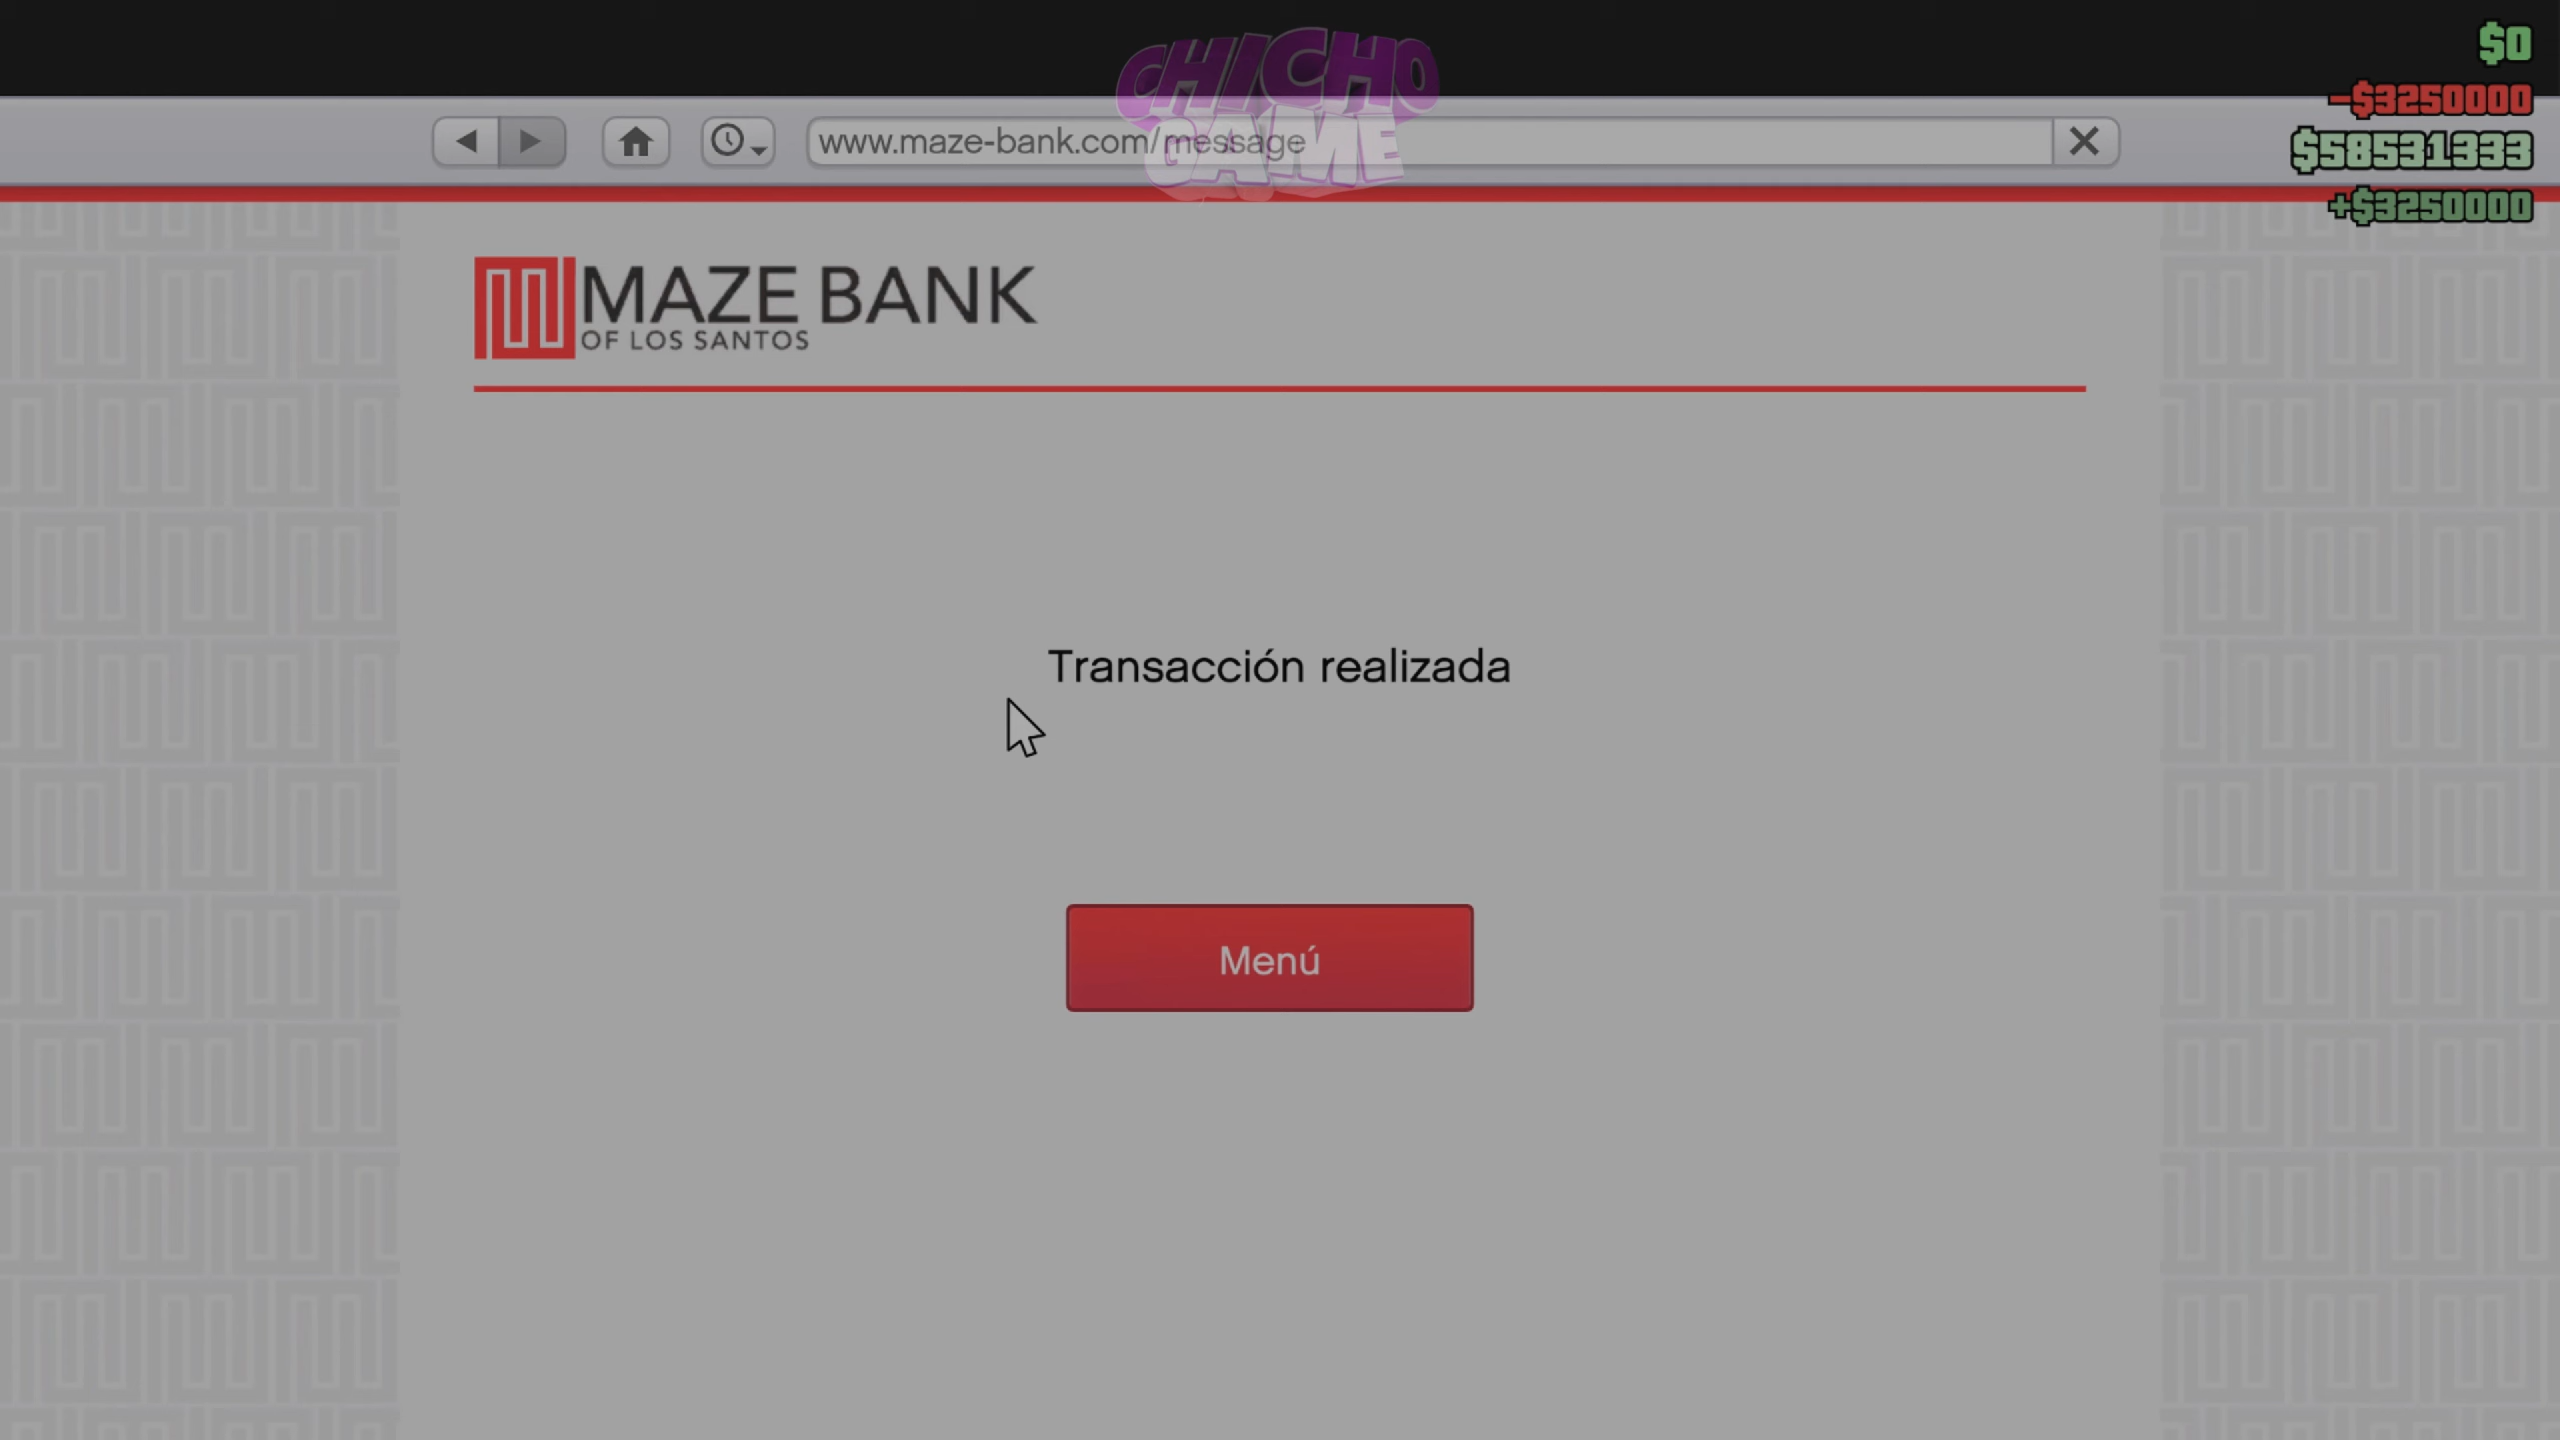 CHICHO
GAME
$0
-$3250000
$58531333
+$3250000
www.maze-bank.com/message
MAZE BANK
OF LOS SANTOS
Transacción realizada
Menú